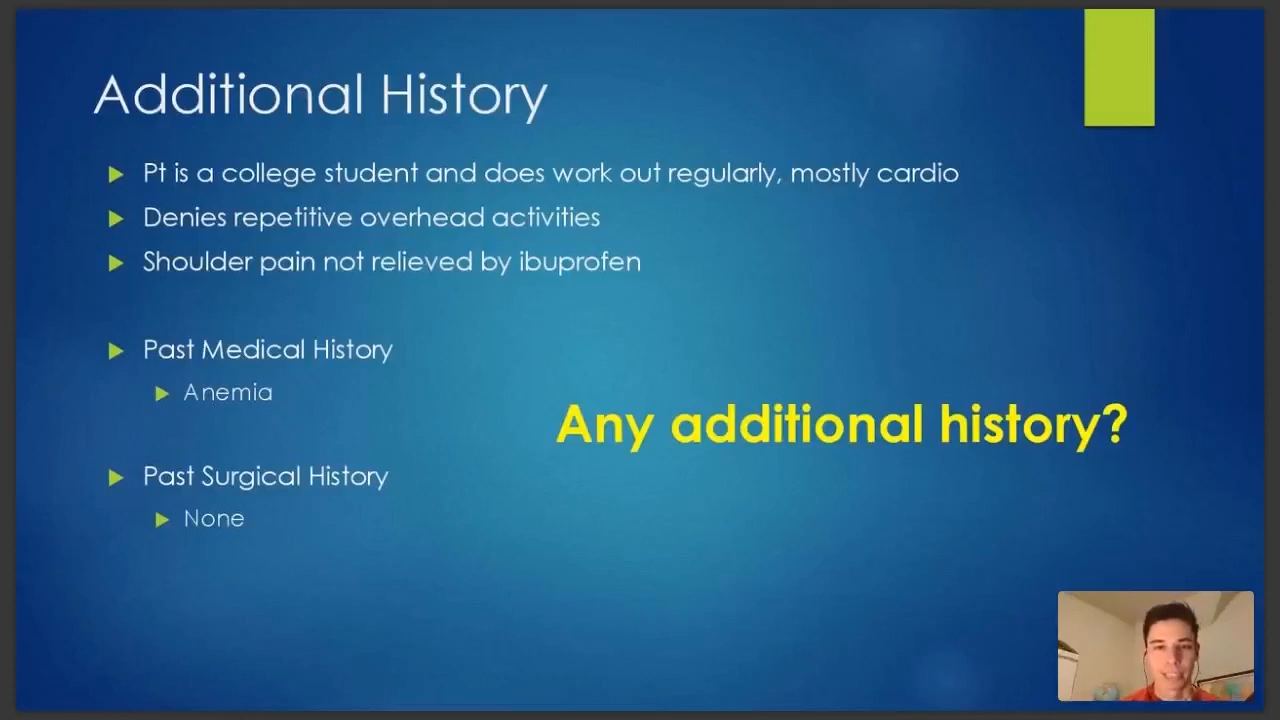 Additional History
Pt is a college student and does work out regularly, mostly cardio
Denies repetitive overhead activities
Shoulder pain not relieved by ibuprofen
Past Medical History
Anemia
Any additional history?
Past Surgical History
None